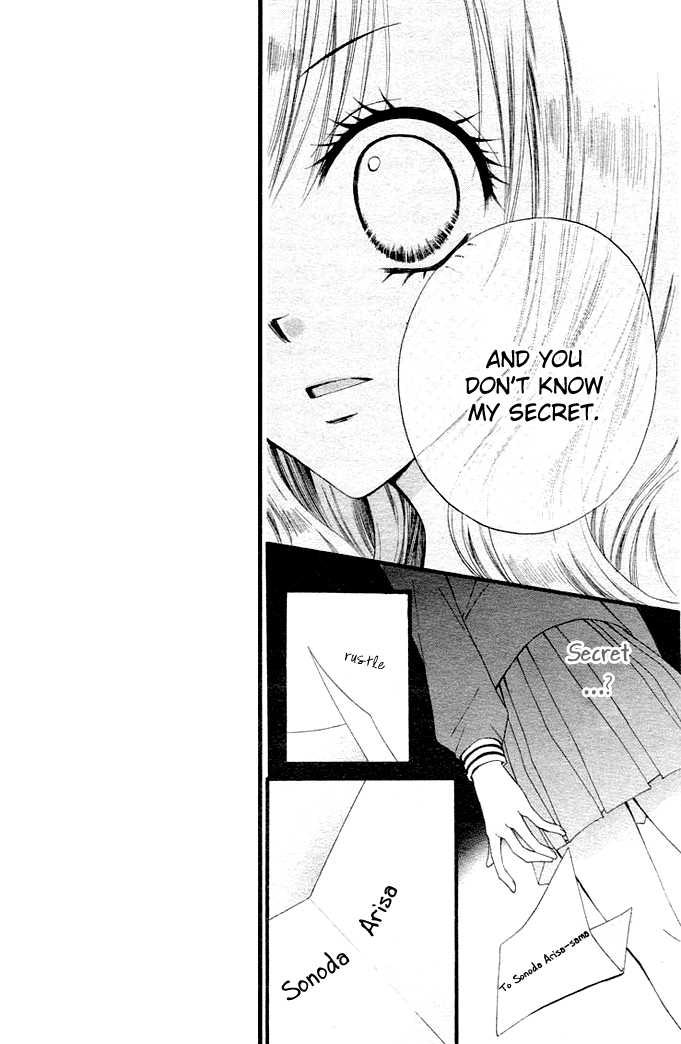 AND YOU
DON'T KNOW
MY SECRET.
Secret
...?
rustle
To Sonoda Arisa-sama
Sonoda Arisa